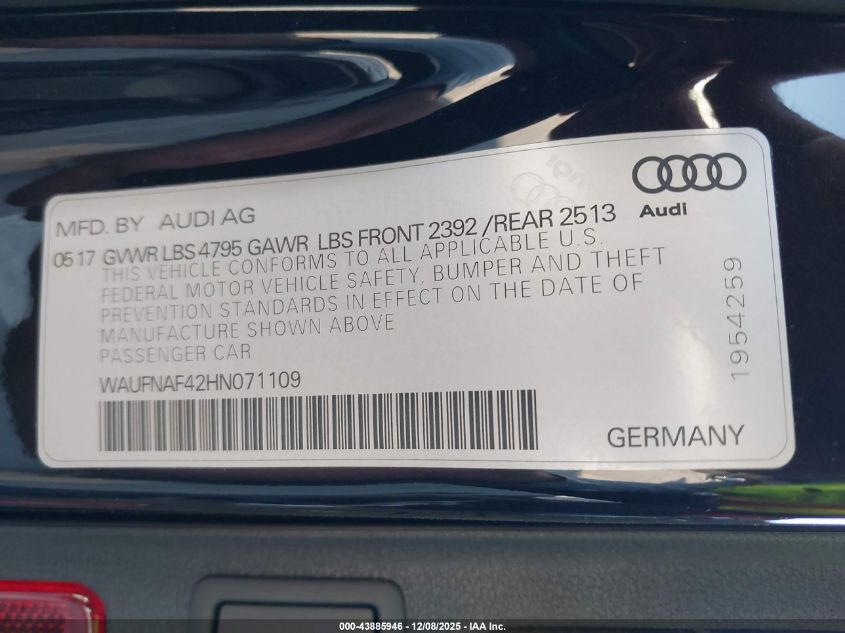 MFD. BY AUDI AG
Audi
05 17 GVWR LBS 4795 GAWR LBS FRONT 2392 / REAR 2513
THIS VEHICLE CONFORMS TO ALL APPLICABLE U.S.
FEDERAL MOTOR VEHICLE SAFETY, BUMPER AND THEFT
PREVENTION STANDARDS IN EFFECT ON THE DATE OF
MANUFACTURE SHOWN ABOVE
PASSENGER CAR
WAUFNAF42HN071109
1954259
GERMANY
000-43885946 - 12/08/2025 - IAA Inc.